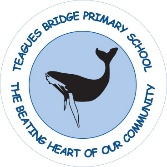 TEAGUES BRIDGE PRIMARY SCHOOL
THE BEATING HEART OF OUR COMMUNITY